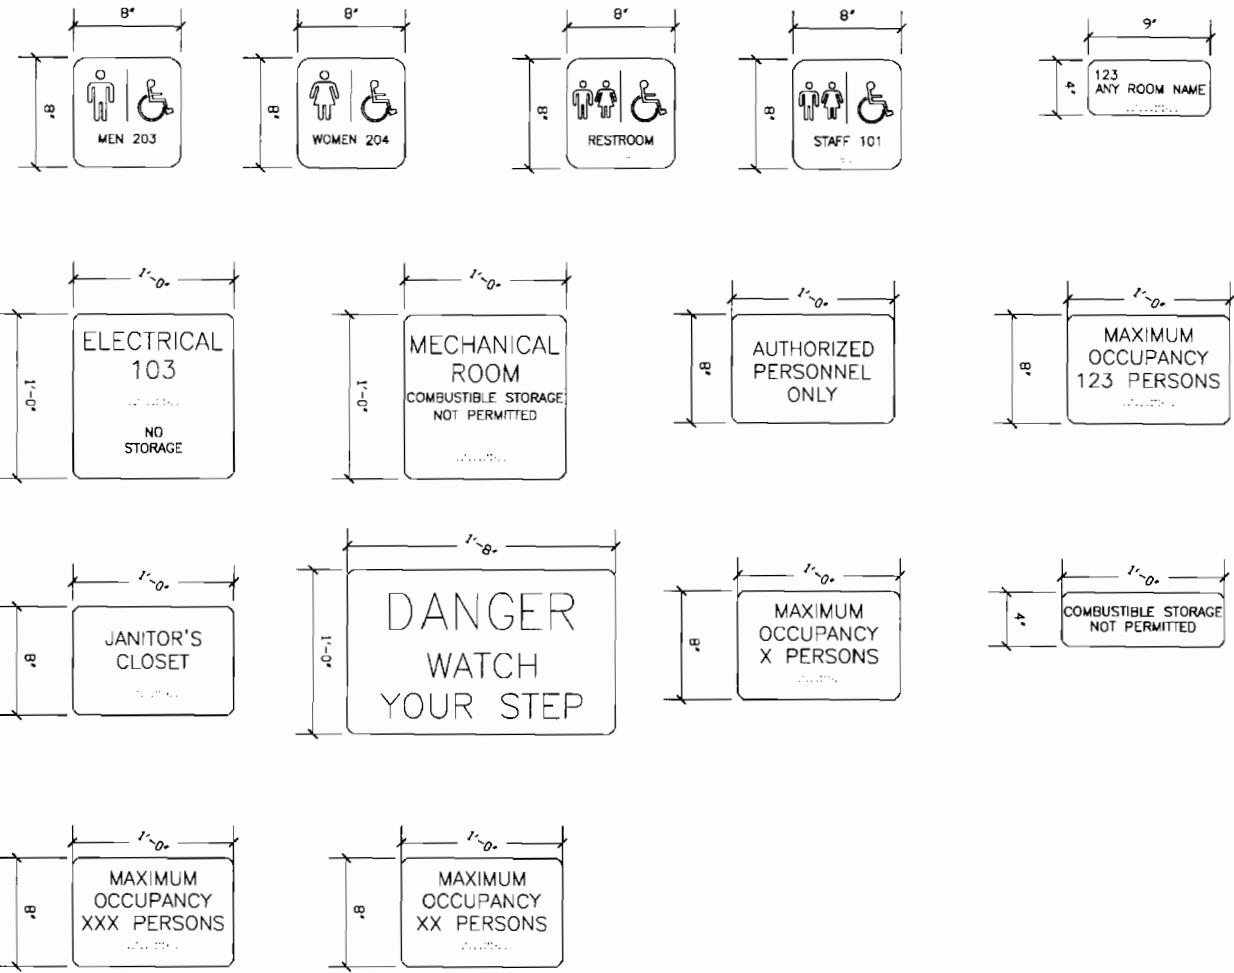 8"
8"
8"
8"
9"
8"
MEN 203
8"
WOMEN 204
8"
RESTROOM
8"
STAFF 101
4"
123
ANY ROOM NAME
1'-0"
1'-0"
1'-0"
1'-0"
1'-0"
ELECTRICAL
103
NO
STORAGE
1'-0"
MECHANICAL
ROOM
COMBUSTIBLE STORAGE
NOT PERMITTED
8"
AUTHORIZED
PERSONNEL
ONLY
8"
MAXIMUM
OCCUPANCY
123 PERSONS
1'-0"
1'-8"
1'-0"
1'-0"
8"
JANITOR'S
CLOSET
1'-0"
DANGER
WATCH
YOUR STEP
8"
MAXIMUM
OCCUPANCY
X PERSONS
4"
COMBUSTIBLE STORAGE
NOT PERMITTED
1'-0"
1'-0"
8"
MAXIMUM
OCCUPANCY
XXX PERSONS
8"
MAXIMUM
OCCUPANCY
XX PERSONS